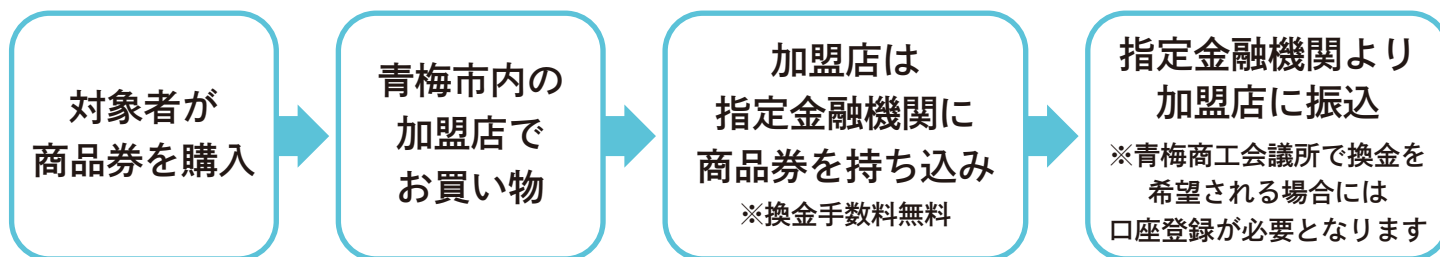 対象者が
商品券を購入
青梅市内の
加盟店で
お買い物
加盟店は
指定金融機関に
商品券を持ち込み
※換金手数料無料
指定金融機関より
加盟店に振込
※青梅商工会議所で換金を
希望される場合には
口座登録が必要となります